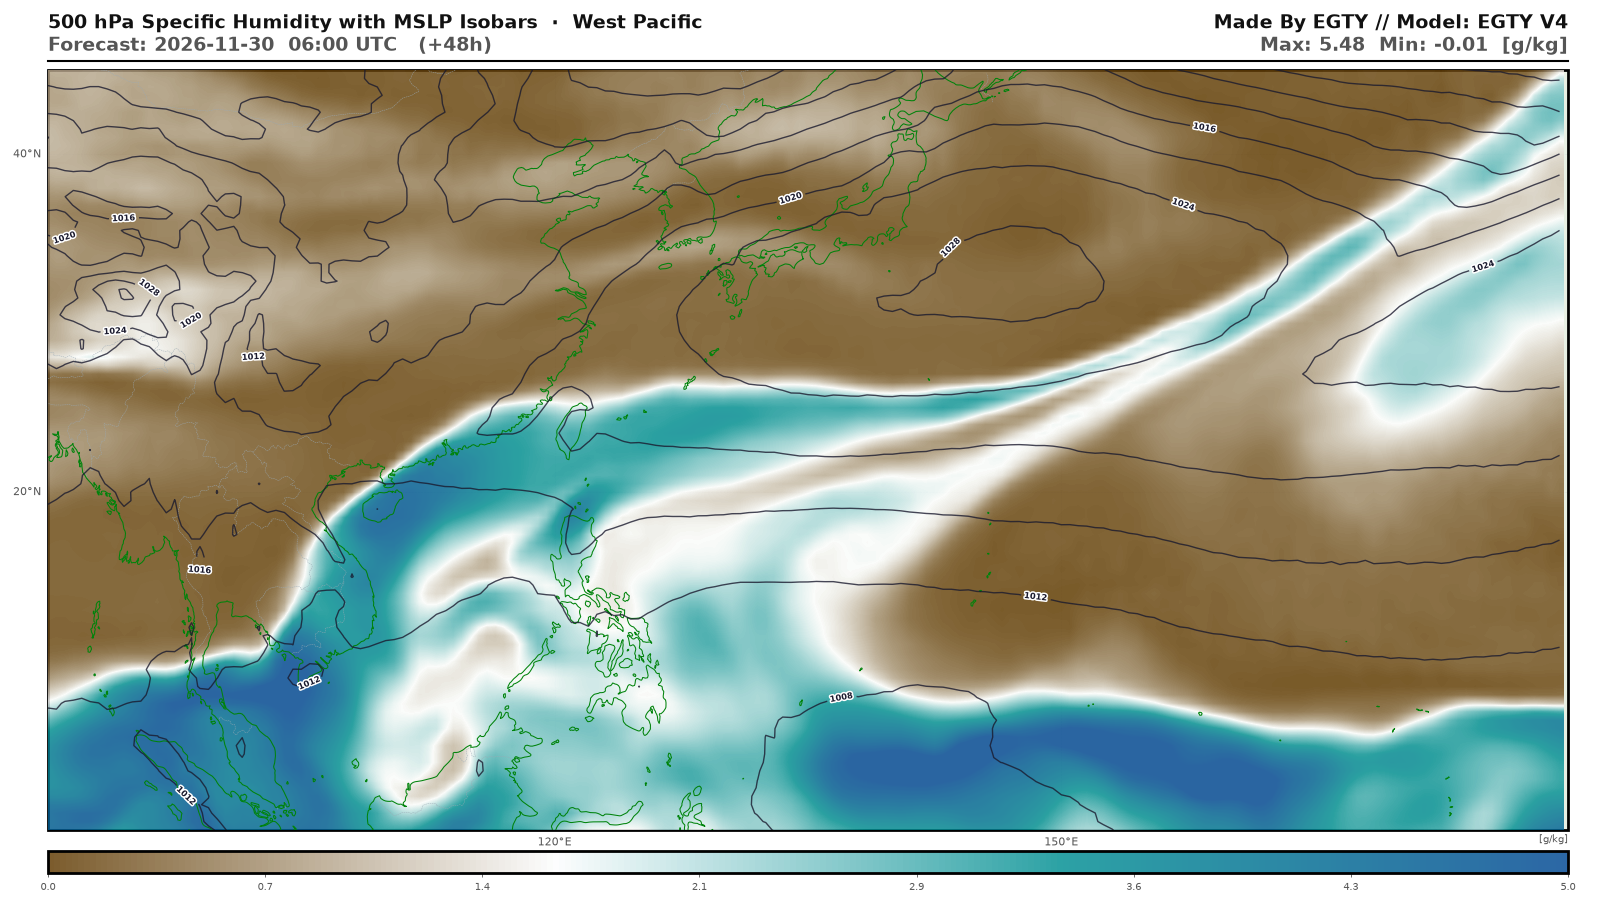 500 hPa Specific Humidity with MSLP Isobars · West Pacific
Made By EGTY // Model: EGTY V4
Forecast: 2026-11-30 06:00 UTC (+48h)
Max: 5.48 Min: -0.01 [g/kg]
1016
40°N
1020
1024
1016
1020
1028
1024
1028
1020
1024
1012
20°N
1016
1012
1012
1008
1012
120°E
150°E
[g/kg]
0.0
0.7
1.4
2.1
2.9
3.6
4.3
5.0